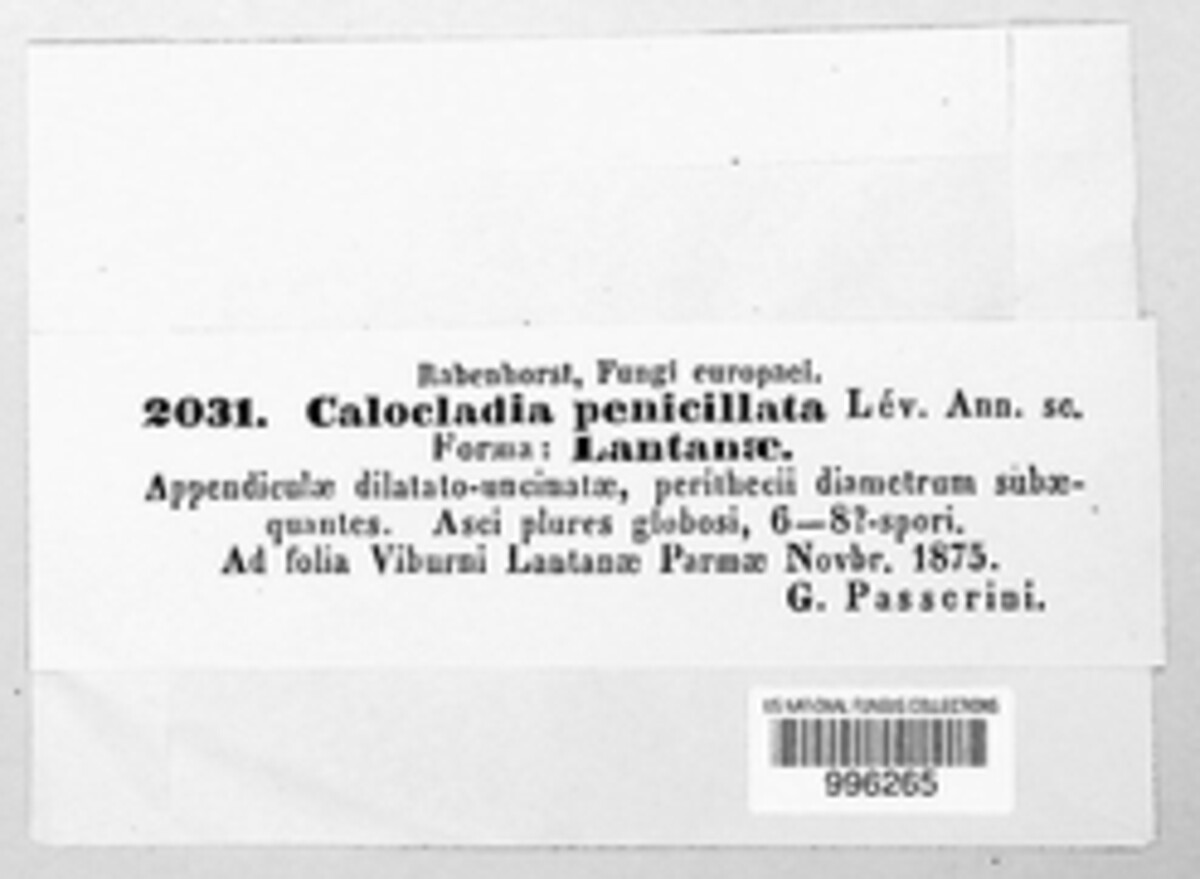 Rabenhorst, Fungi europaei.
2031. Calocladia penicillata Lév. Ann. sc.
Forma: Lantanæ.
Appendiculæ dilatato-uncinatæ, perithecii diametrum subæ-
quantes. Asci plures globosi, 6—8?-spori.
Ad folia Viburni Lantanæ Parmæ Novbr. 1875.
G. Passerini.
US NATIONAL FUNGUS COLLECTIONS
996265